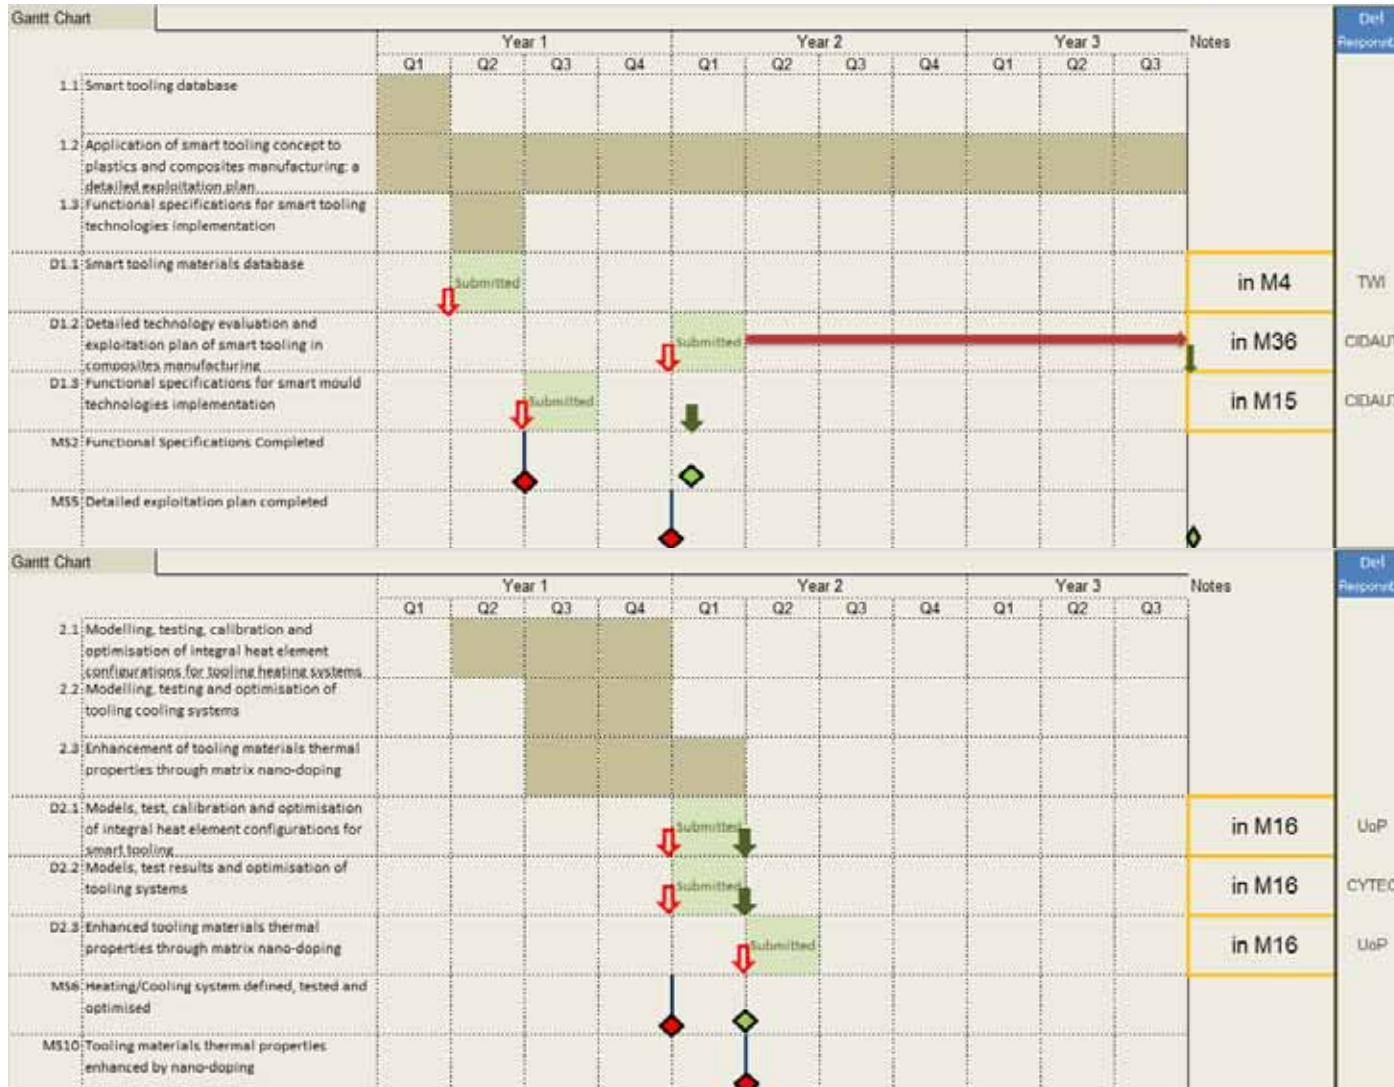 Gantt Chart
Del
Year 1 Year 2 Year 3 Notes
Q1 Q2 Q3 Q4 Q1 Q2 Q3 Q4 Q1 Q2 Q3
1.1 Smart tooling database
1.2 Application of smart tooling concept to
plastics and composites manufacturing: a
detailed exploitation plan
1.3 Functional specifications for smart tooling
technologies implementation
D1.1 Smart tooling materials database
Submitted
in M4 TWI
D1.2 Detailed technology evaluation and
exploitation plan of smart tooling in
composites manufacturing
Submitted
in M36 CIDAUT
D1.3 Functional specifications for smart mould
technologies implementation
Submitted
in M15 CIDAUT
MS2 Functional Specifications Completed
MS5 Detailed exploitation plan completed
Gantt Chart
Del
Year 1 Year 2 Year 3 Notes
Q1 Q2 Q3 Q4 Q1 Q2 Q3 Q4 Q1 Q2 Q3
2.1 Modelling, testing, calibration and
optimisation of integral heat element
configurations for tooling heating systems
2.2 Modelling, testing and optimisation of
tooling cooling systems
2.3 Enhancement of tooling materials thermal
properties through matrix nano-doping
D2.1 Models, test, calibration and optimisation
of integral heat element configurations for
smart tooling
Submitted
in M16 UoP
D2.2 Models, test results and optimisation of
tooling systems
Submitted
in M16 CYTEC
D2.3 Enhanced tooling materials thermal
properties through matrix nano-doping
Submitted
in M16 UoP
MS6 Heating/Cooling system defined, tested and
optimised
MS10 Tooling materials thermal properties
enhanced by nano-doping